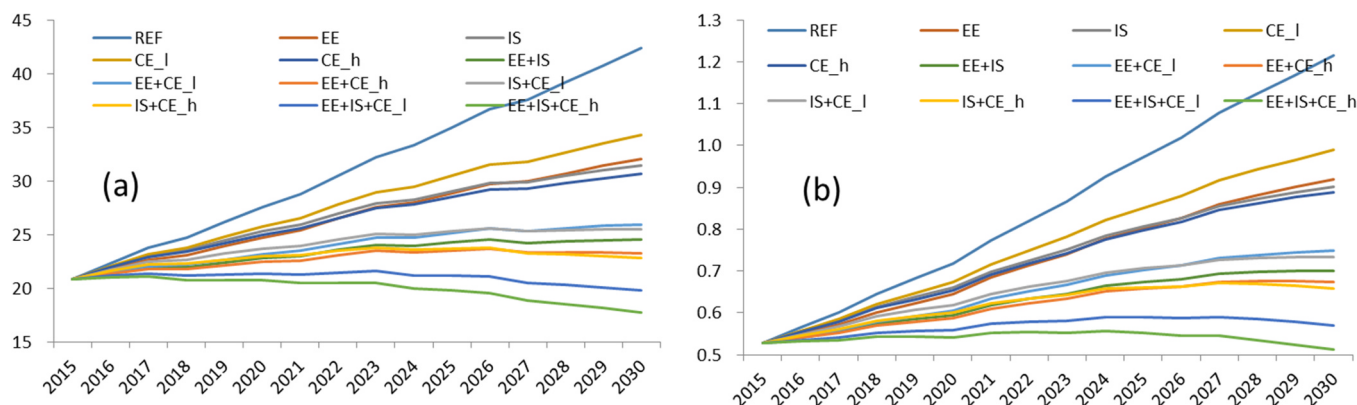 45
40
35
30
25
20
15
REF EE IS
CE_l CE_h EE+IS
EE+CE_l EE+CE_h IS+CE_l
IS+CE_h EE+IS+CE_l EE+IS+CE_h
(a)
2015 2016 2017 2018 2019 2020 2021 2022 2023 2024 2025 2026 2027 2028 2029 2030
1.3
1.2
1.1
1.0
0.9
0.8
0.7
0.6
0.5
REF EE IS CE_l
CE_h EE+IS EE+CE_l EE+CE_h
IS+CE_l IS+CE_h EE+IS+CE_l EE+IS+CE_h
(b)
2015 2016 2017 2018 2019 2020 2021 2022 2023 2024 2025 2026 2027 2028 2029 2030